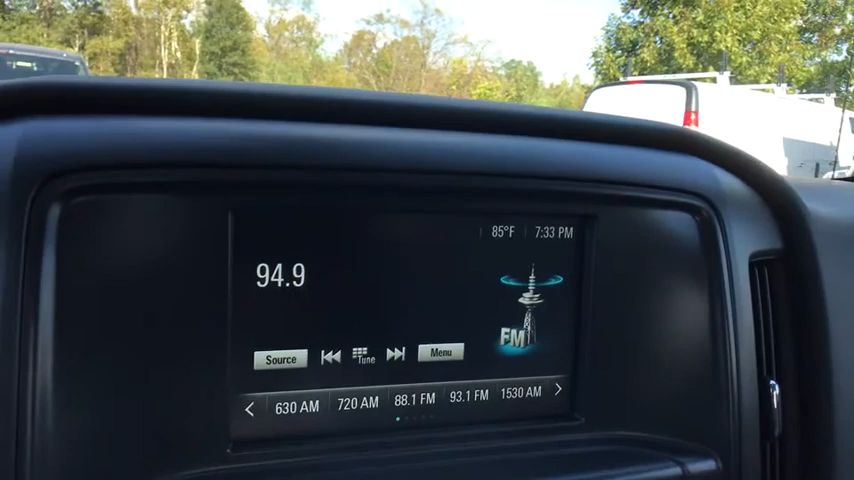 85°F 7:33 PM
94.9
FM
Source Tune Menu
630 AM 720 AM 88.1 FM 93.1 FM 1530 AM